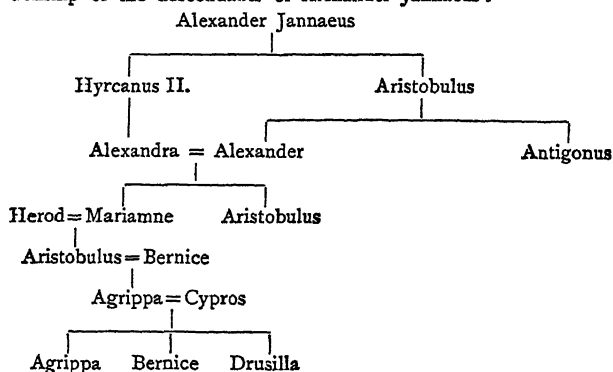 Alexander Jannaeus
Hyrcanus II. Aristobulus
Alexandra = Alexander Antigonus
Herod=Mariamne Aristobulus
Aristobulus=Bernice
Agrippa=Cypros
Agrippa Bernice Drusilla